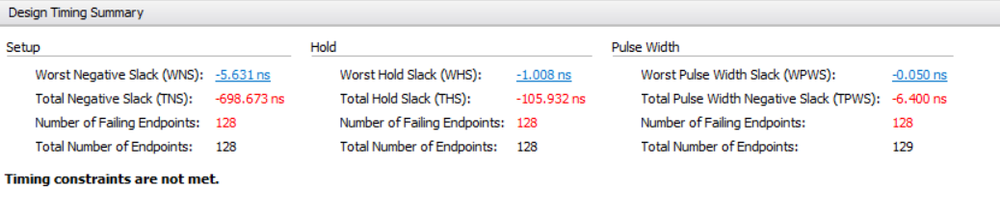 Design Timing Summary
Setup Hold Pulse Width
Worst Negative Slack (WNS): -5.631 ns Worst Hold Slack (WHS): -1.008 ns Worst Pulse Width Slack (WPWS): -0.050 ns
Total Negative Slack (TNS): -698.673 ns Total Hold Slack (THS): -105.932 ns Total Pulse Width Negative Slack (TPWS): -6.400 ns
Number of Failing Endpoints: 128 Number of Failing Endpoints: 128 Number of Failing Endpoints: 128
Total Number of Endpoints: 128 Total Number of Endpoints: 128 Total Number of Endpoints: 129
Timing constraints are not met.